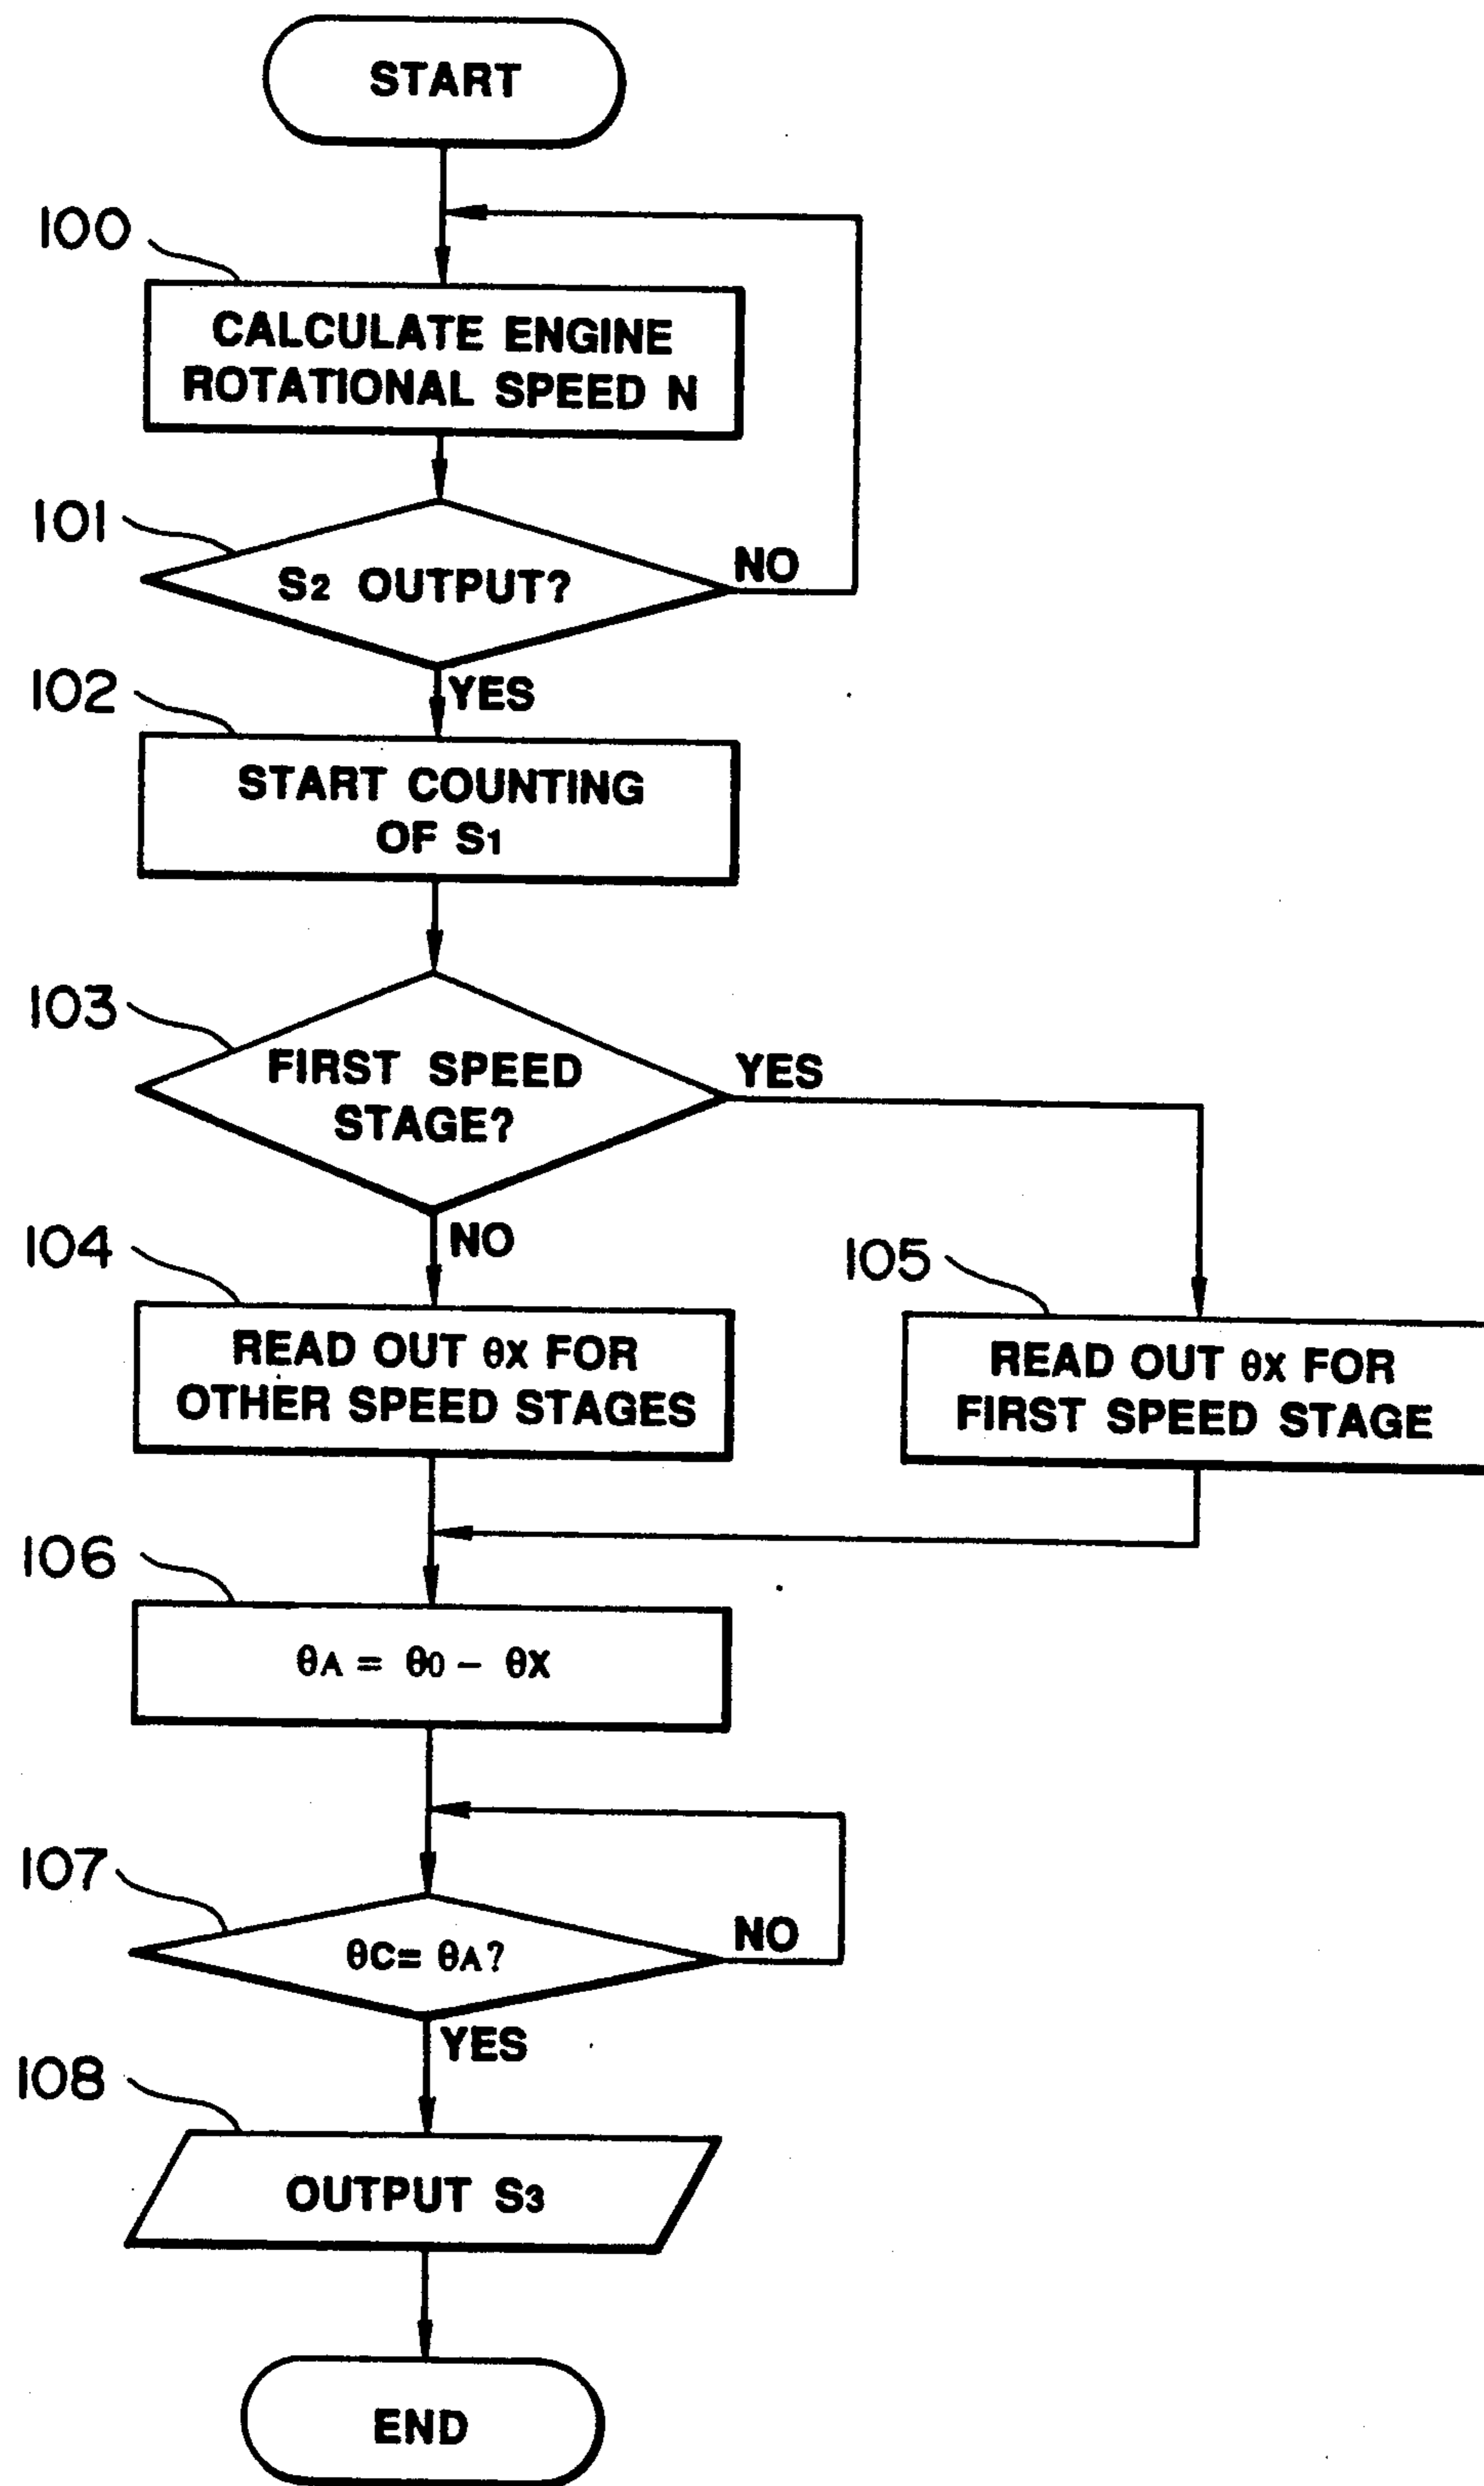 START
100
CALCULATE ENGINE
ROTATIONAL SPEED N
101
S2 OUTPUT?
NO
YES
102
START COUNTING
OF S1
103
FIRST SPEED
STAGE?
YES
NO
104
READ OUT θX FOR
OTHER SPEED STAGES
105
READ OUT θX FOR
FIRST SPEED STAGE
106
θA = θ0 - θX
107
θC= θA?
NO
YES
108
OUTPUT S3
END